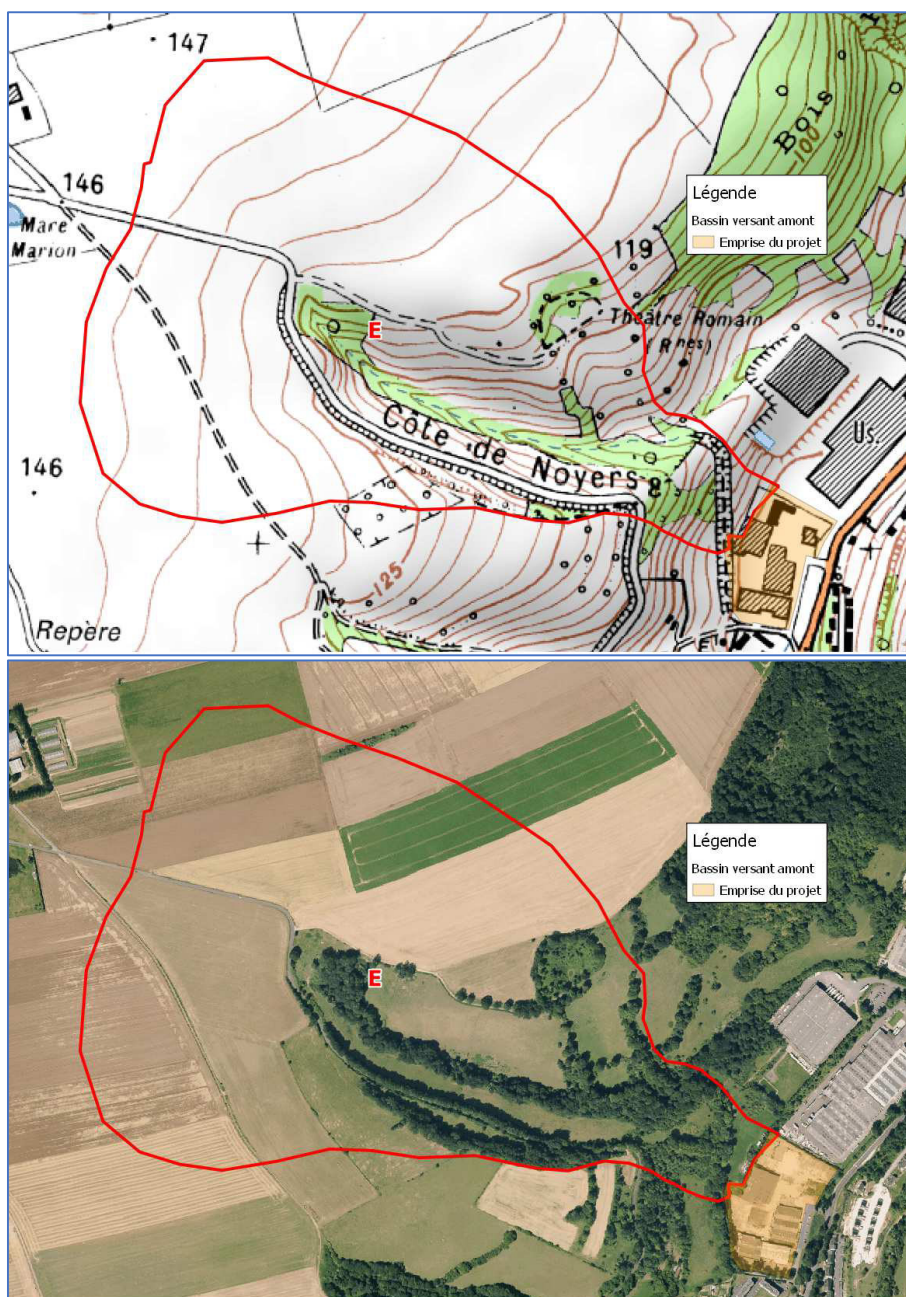 147
Bois
100
146
Mare
Marion
Légende
Bassin versant amont
Emprise du projet
119
E
Théâtre Romain
(Rnes)
Côte de Noyers
Us.
146
125
Repère
Légende
Bassin versant amont
Emprise du projet
E